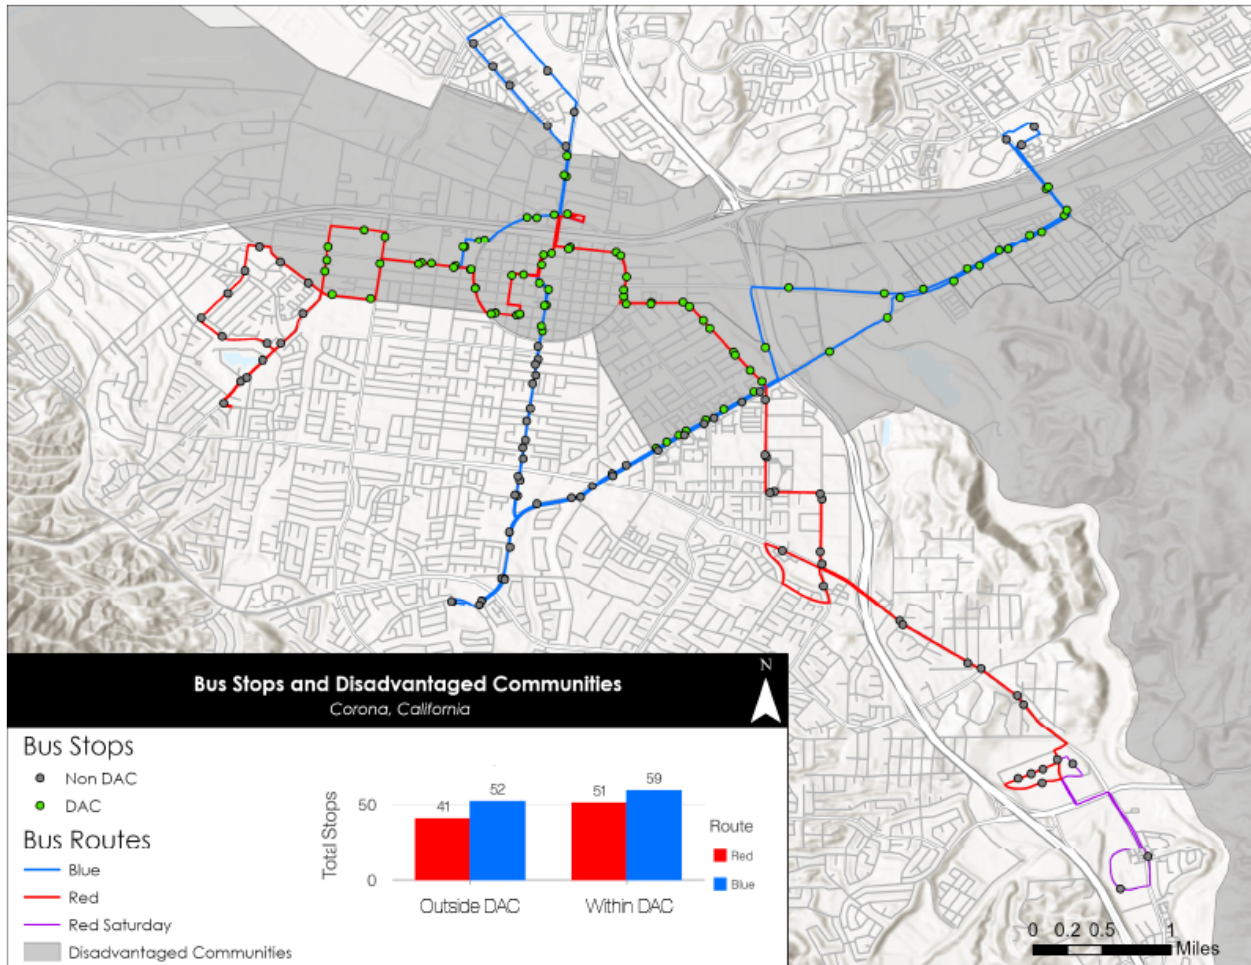 N
Bus Stops and Disadvantaged Communities
Corona, California
Bus Stops
Non DAC
DAC
Bus Routes
Blue
Red
Red Saturday
Disadvantaged Communities
Total Stops
50
0
41
52
51
59
Outside DAC
Within DAC
Route
Red
Blue
0 0.2 0.5 1
Miles